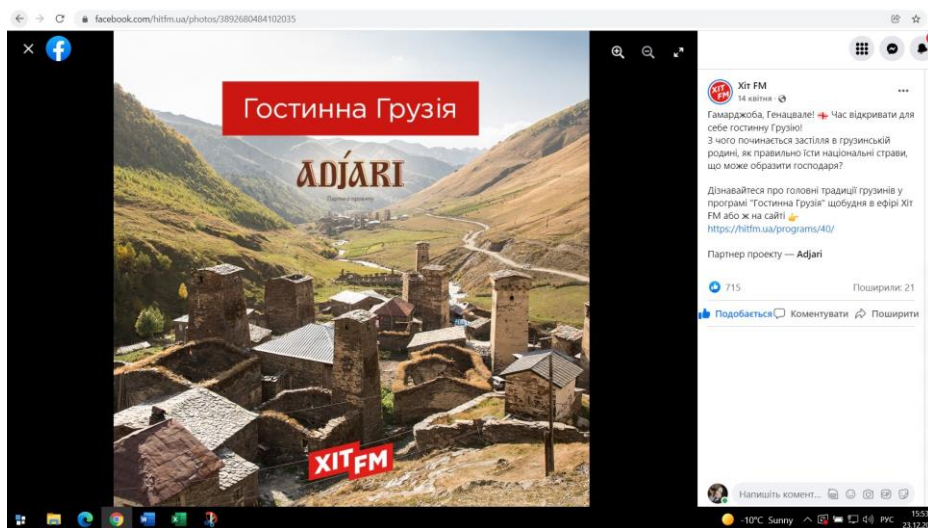 facebook.com/hitfm.ua/photos/3892680484102035
Гостинна Грузія
ADJARI
Партнер проекту
ХІТ FM
ХІТ FM
Хіт FM
14 квітня
Гамарджоба, Генацвале! Час відкривати для
себе гостинну Грузію!
З чого починається застілля в грузинській
родині, як правильно їсти національні страви,
що може образити господаря?
Дізнавайтеся про головні традиції грузинів у
програмі "Гостинна Грузія" щобудня в ефірі Хіт
FM або ж на сайті
https://hitfm.ua/programs/40/
Партнер проекту — Adjari
715
Поширили: 21
Подобається Коментувати Поширити
Напишіть комент...
-10°C Sunny
РУС
15:53